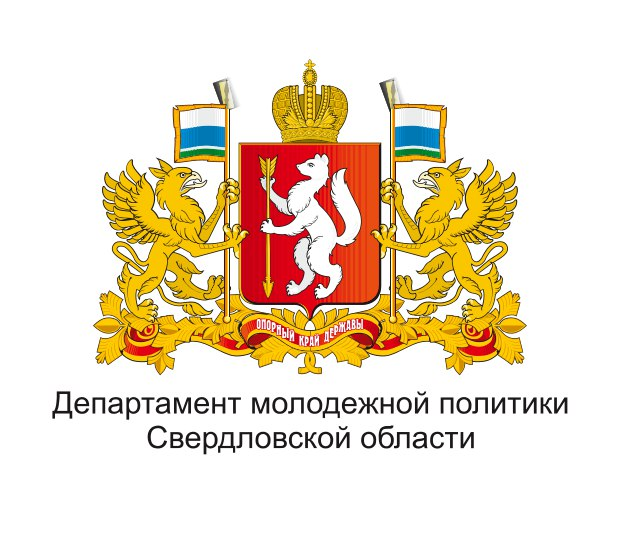 ОПОРНЫЙ КРАЙ ДЕРЖАВЫ
Департамент молодежной политики
Свердловской области